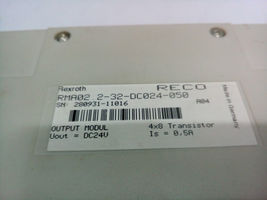 Rexroth RECO
RMA02.2-32-DC024-050
SN: 280931-11016 A04
OUTPUT MODUL 4x8 Transistor
Uout = DC24V Is = 0.5A
Made in Germany